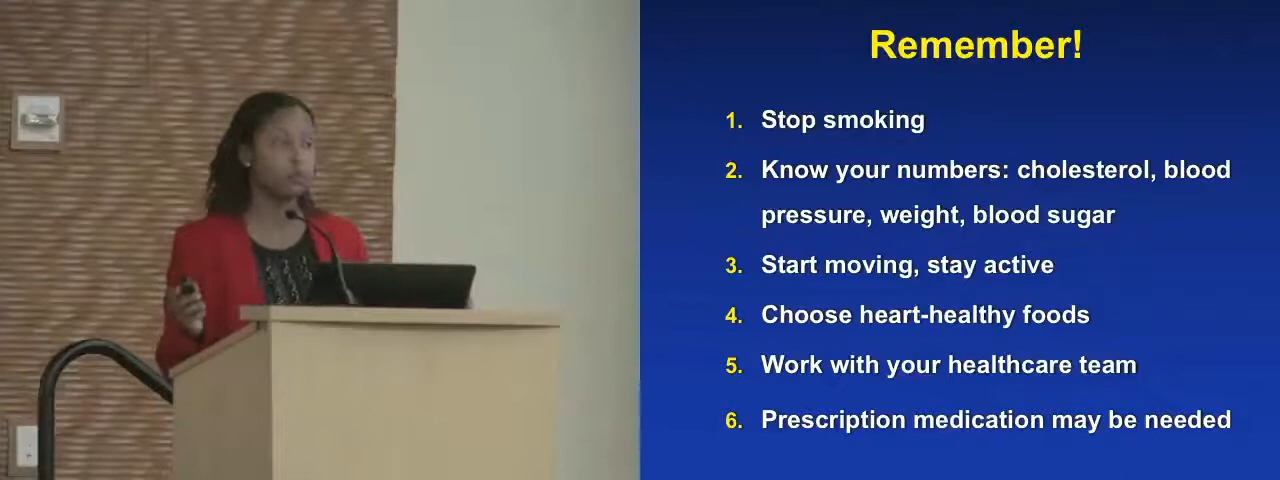 Remember!
1. Stop smoking
2. Know your numbers: cholesterol, blood
pressure, weight, blood sugar
3. Start moving, stay active
4. Choose heart-healthy foods
5. Work with your healthcare team
6. Prescription medication may be needed